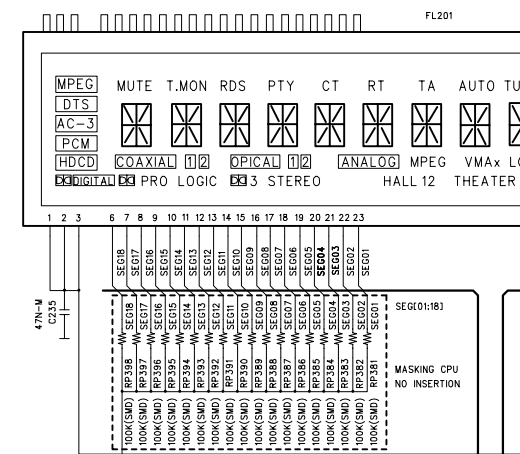 FL201
MPEG MUTE T.MON RDS PTY CT RT TA AUTO TU
DTS
AC-3
PCM
HDCD COAXIAL 1 2 OPICAL 1 2 ANALOG MPEG VMAx LO
DIGITAL PRO LOGIC 3 STEREO HALL 12 THEATER
1 2 3 6 7 8 9 10 11 12 13 14 15 16 17 18 19 20 21 22 23
SEG18 SEG17 SEG16 SEG15 SEG14 SEG13 SEG12 SEG11 SEG10 SEG09 SEG08 SEG07 SEG06 SEG05 SEG04 SEG03 SEG02 SEG01
47N-M
C235
SEG18 SEG17 SEG16 SEG15 SEG14 SEG13 SEG12 SEG11 SEG10 SEG09 SEG08 SEG07 SEG06 SEG05 SEG04 SEG03 SEG02 SEG01
SEG[01:18]
RP398 RP397 RP396 RP395 RP394 RP393 RP392 RP391 RP390 RP389 RP388 RP387 RP386 RP385 RP384 RP383 RP382 RP381
MASKING CPU
NO INSERTION
100K(SMD) 100K(SMD) 100K(SMD) 100K(SMD) 100K(SMD) 100K(SMD) 100K(SMD) 100K(SMD) 100K(SMD) 100K(SMD) 100K(SMD) 100K(SMD) 100K(SMD) 100K(SMD) 100K(SMD) 100K(SMD) 100K(SMD) 100K(SMD)